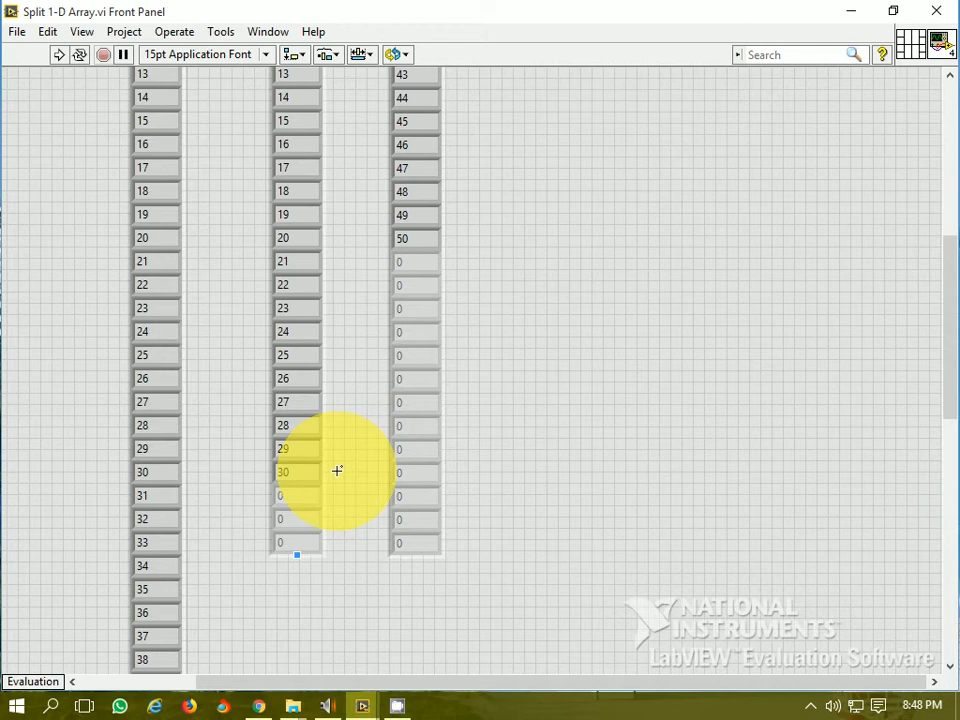 Split 1-D Array.vi Front Panel
File Edit View Project Operate Tools Window Help
15pt Application Font
Search
?
4
13 13 43
14 14 44
15 15 45
16 16 46
17 17 47
18 18 48
19 19 49
20 20 50
21 21 0
22 22 0
23 23 0
24 24 0
25 25 0
26 26 0
27 27 0
28 28 0
29 29 0
30 30 0
31 0 0
32 0 0
33 0 0
34
35
36
37
38
NATIONAL
INSTRUMENTS
LabVIEW Evaluation Software
Evaluation
8:48 PM